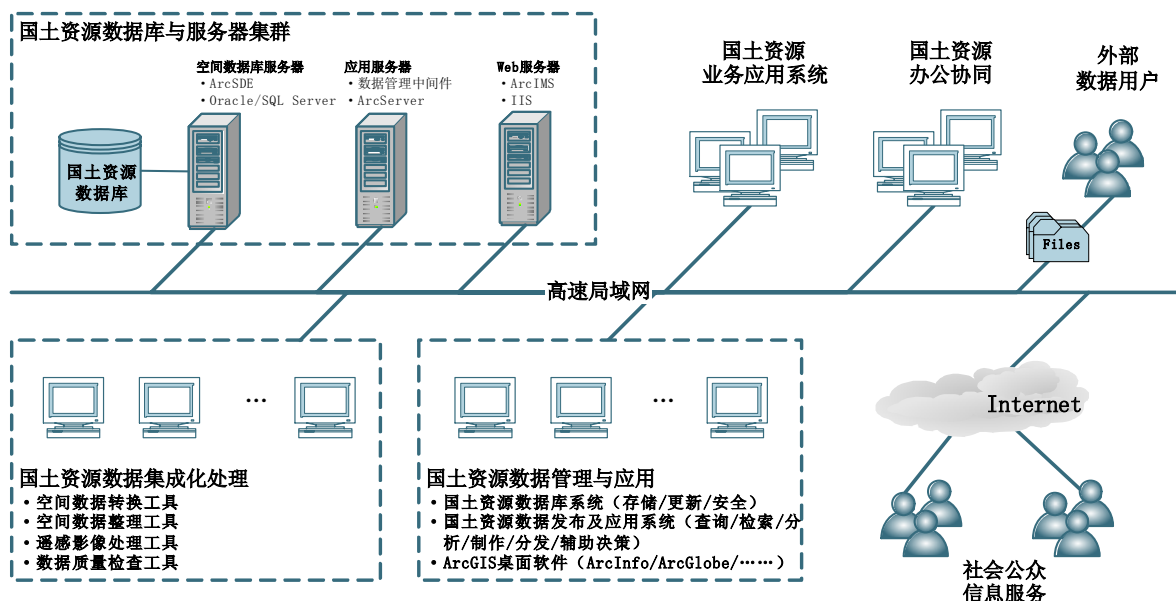 国土资源数据库与服务器集群
空间数据库服务器
•ArcSDE
•Oracle/SQL Server
应用服务器
•数据管理中间件
•ArcServer
Web服务器
•ArcIMS
•IIS
国土资源
数据库
国土资源
业务应用系统
国土资源
办公协同
外部
数据用户
Files
高速局域网
…
国土资源数据集成化处理
•空间数据转换工具
•空间数据整理工具
•遥感影像处理工具
•数据质量检查工具
…
国土资源数据管理与应用
•国土资源数据库系统（存储/更新/安全）
•国土资源数据发布及应用系统（查询/检索/分
析/制作/分发/辅助决策）
•ArcGIS桌面软件（ArcInfo/ArcGlobe/……）
Internet
社会公众
信息服务